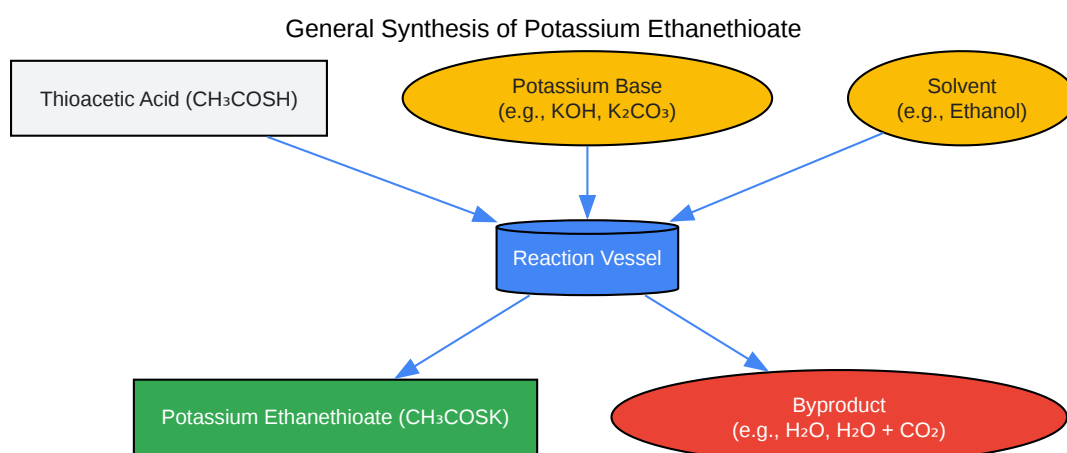 General Synthesis of Potassium Ethanethioate
Thioacetic Acid (CH₃COSH)
Potassium Base
(e.g., KOH, K₂CO₃)
Solvent
(e.g., Ethanol)
Reaction Vessel
Potassium Ethanethioate (CH₃COSK)
Byproduct
(e.g., H₂O, H₂O + CO₂)